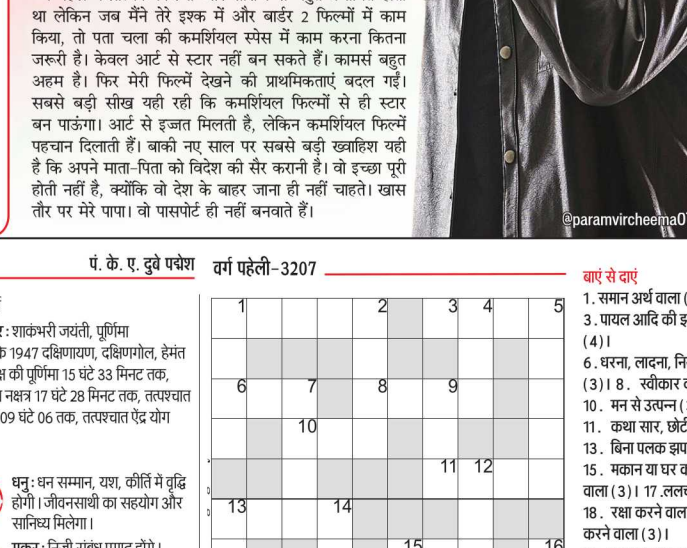 था लेकिन जब मैंने तेरे इश्क में और बार्डर 2 फिल्मों में काम
किया, तो पता चला की कमर्शियल स्पेस में काम करना कितना
जरूरी है। केवल आर्ट से स्टार नहीं बन सकते हैं। कामर्स बहुत
अहम है। फिर मेरी फिल्में देखने की प्राथमिकताएं बदल गईं।
सबसे बड़ी सीख यही रही कि कमर्शियल फिल्मों से ही स्टार
बन पाऊंगा। आर्ट से इज्जत मिलती है, लेकिन कमर्शियल फिल्में
पहचान दिलाती हैं। बाकी नए साल पर सबसे बड़ी ख्वाहिश यही
है कि अपने माता-पिता को विदेश की सैर करानी है। वो इच्छा पूरी
होती नहीं है, क्योंकि वो देश के बाहर जाना ही नहीं चाहते। खास
तौर पर मेरे पापा। वो पासपोर्ट ही नहीं बनवाते हैं।
@paramvircheema0
पं. के. ए. दुबे पद्मेश
: शाकंभरी जयंती, पूर्णिमा
1947 दक्षिणायण, दक्षिणगोल, हेमंत
की पूर्णिमा 15 घंटे 33 मिनट तक,
नक्षत्र 17 घंटे 28 मिनट तक, तत्पश्चात
09 घंटे 06 तक, तत्पश्चात ऐंद्र योग
धनु: धन सम्मान, यश, कीर्ति में वृद्धि
होगी। जीवनसाथी का सहयोग और
सानिध्य मिलेगा।
वर्ग पहेली-3207
1 2 3 4 5
6 7 8 9
10
11 12
13 14
15 16
बाएं से दाएं
1. समान अर्थ वाला (
3. पायल आदि की
(4)।
6. धरना, लादना,
(3)। 8. स्वीकार
10. मन से उत्पन्न (
11. कथा सार,
13. बिना पलक
15. मकान या घर
वाला (3)। 17.
18. रक्षा करने वाला
करने वाला (3)।